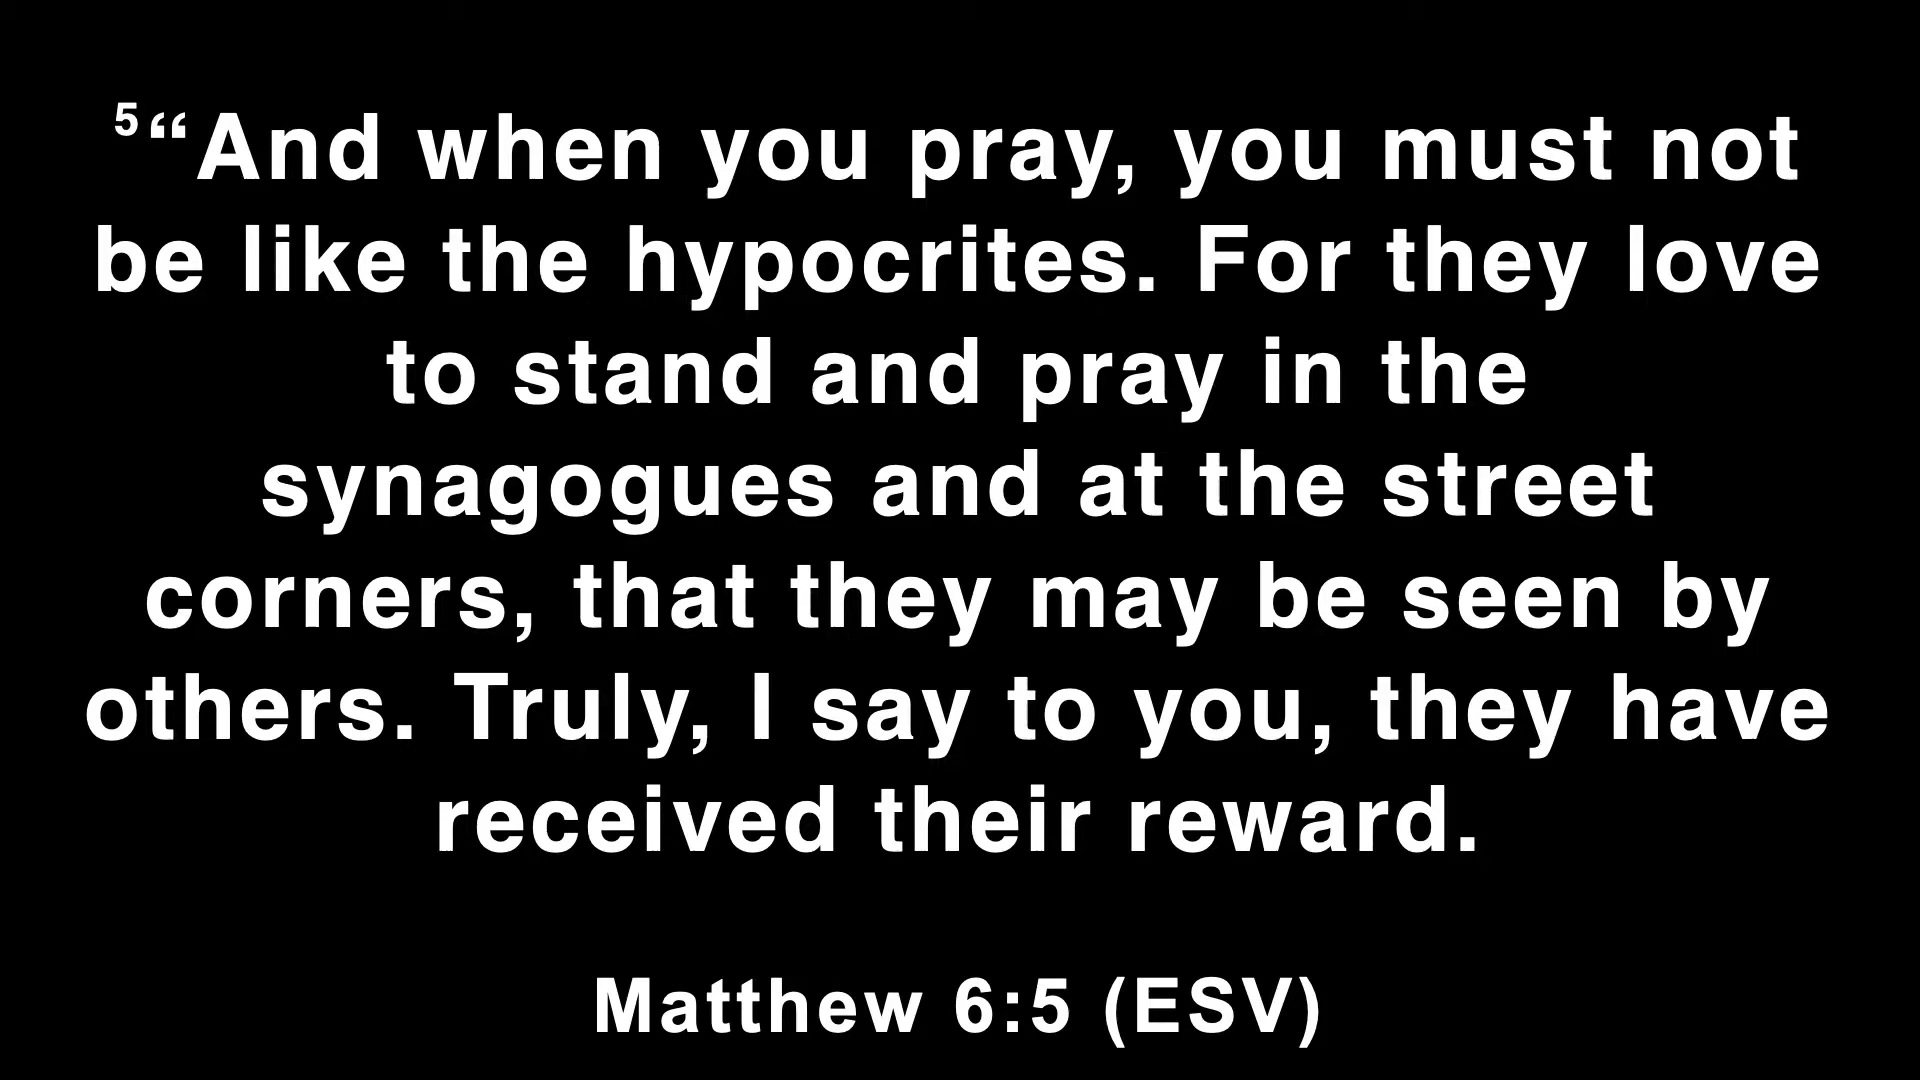 ⁵“And when you pray, you must not
be like the hypocrites. For they love
to stand and pray in the
synagogues and at the street
corners, that they may be seen by
others. Truly, I say to you, they have
received their reward.
Matthew 6:5 (ESV)